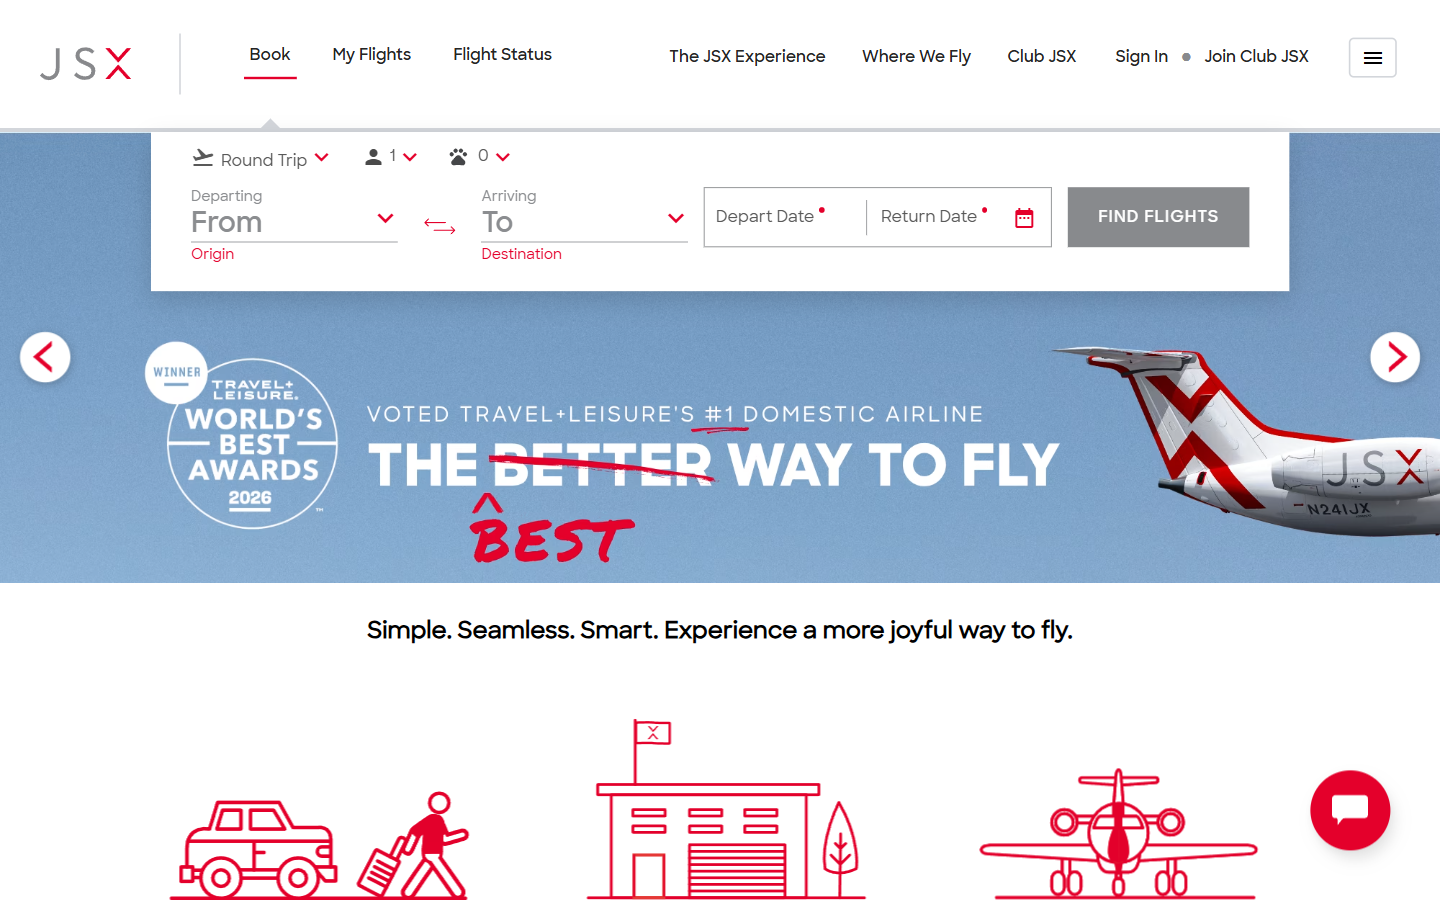 JSX
Book
My Flights
Flight Status
The JSX Experience
Where We Fly
Club JSX
Sign In
Join Club JSX
Round Trip
1
0
Departing
From
Origin
Arriving
To
Destination
Depart Date
Return Date
FIND FLIGHTS
WINNER
TRAVEL+
LEISURE.
WORLD'S
BEST
AWARDS
2026
™
VOTED TRAVEL+LEISURE'S #1 DOMESTIC AIRLINE
THE BETTER WAY TO FLY
BEST
JSX
N241JX
Simple. Seamless. Smart. Experience a more joyful way to fly.